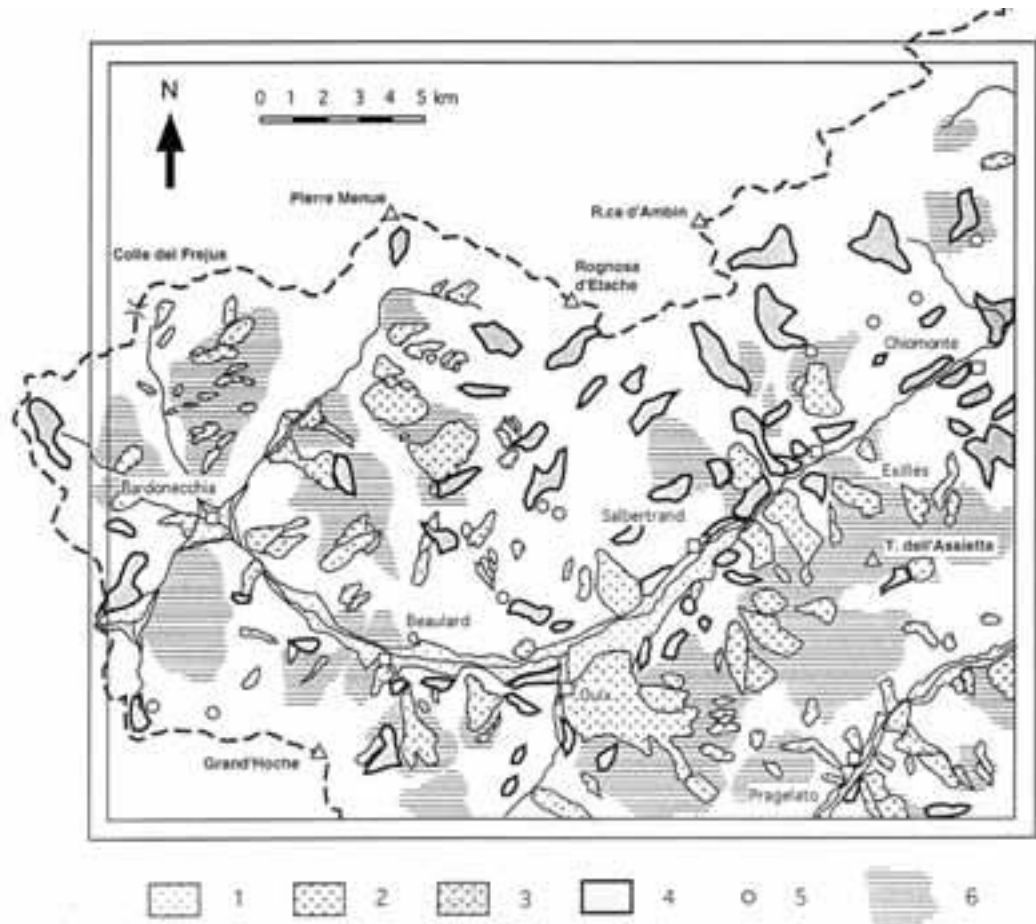 N
0 1 2 3 4 5 km
Pierre Menue
R.ca d'Ambin
Colle del Frejus
Rognosa
d'Etache
Chiomonte
Bardonecchia
Exilles
Salbertrand
T. dell'Assietta
Beaulard
Oulx
Grand'Hoche
Pragelato
1 2 3 4 5 6